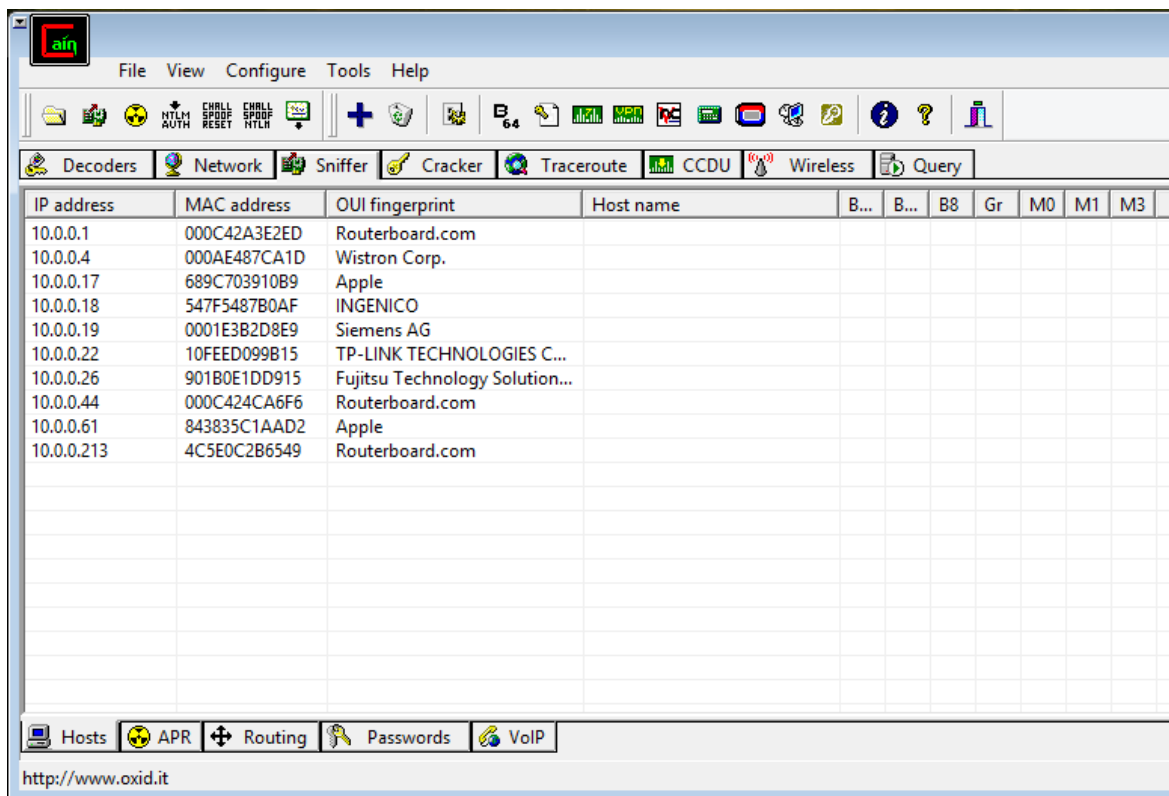 Caín
File View Configure Tools Help
NTLM AUTH CHALL SPOOF RESET CHALL SPOOF NTLM B64
Decoders Network Sniffer Cracker Traceroute CCDU Wireless Query
IP address MAC address OUI fingerprint Host name B... B... B8 Gr M0 M1 M3
10.0.0.1 000C42A3E2ED Routerboard.com
10.0.0.4 000AE487CA1D Wistron Corp.
10.0.0.17 689C703910B9 Apple
10.0.0.18 547F5487B0AF INGENICO
10.0.0.19 0001E3B2D8E9 Siemens AG
10.0.0.22 10FEED099B15 TP-LINK TECHNOLOGIES C...
10.0.0.26 901B0E1DD915 Fujitsu Technology Solution...
10.0.0.44 000C424CA6F6 Routerboard.com
10.0.0.61 843835C1AAD2 Apple
10.0.0.213 4C5E0C2B6549 Routerboard.com
Hosts APR Routing Passwords VoIP
http://www.oxid.it